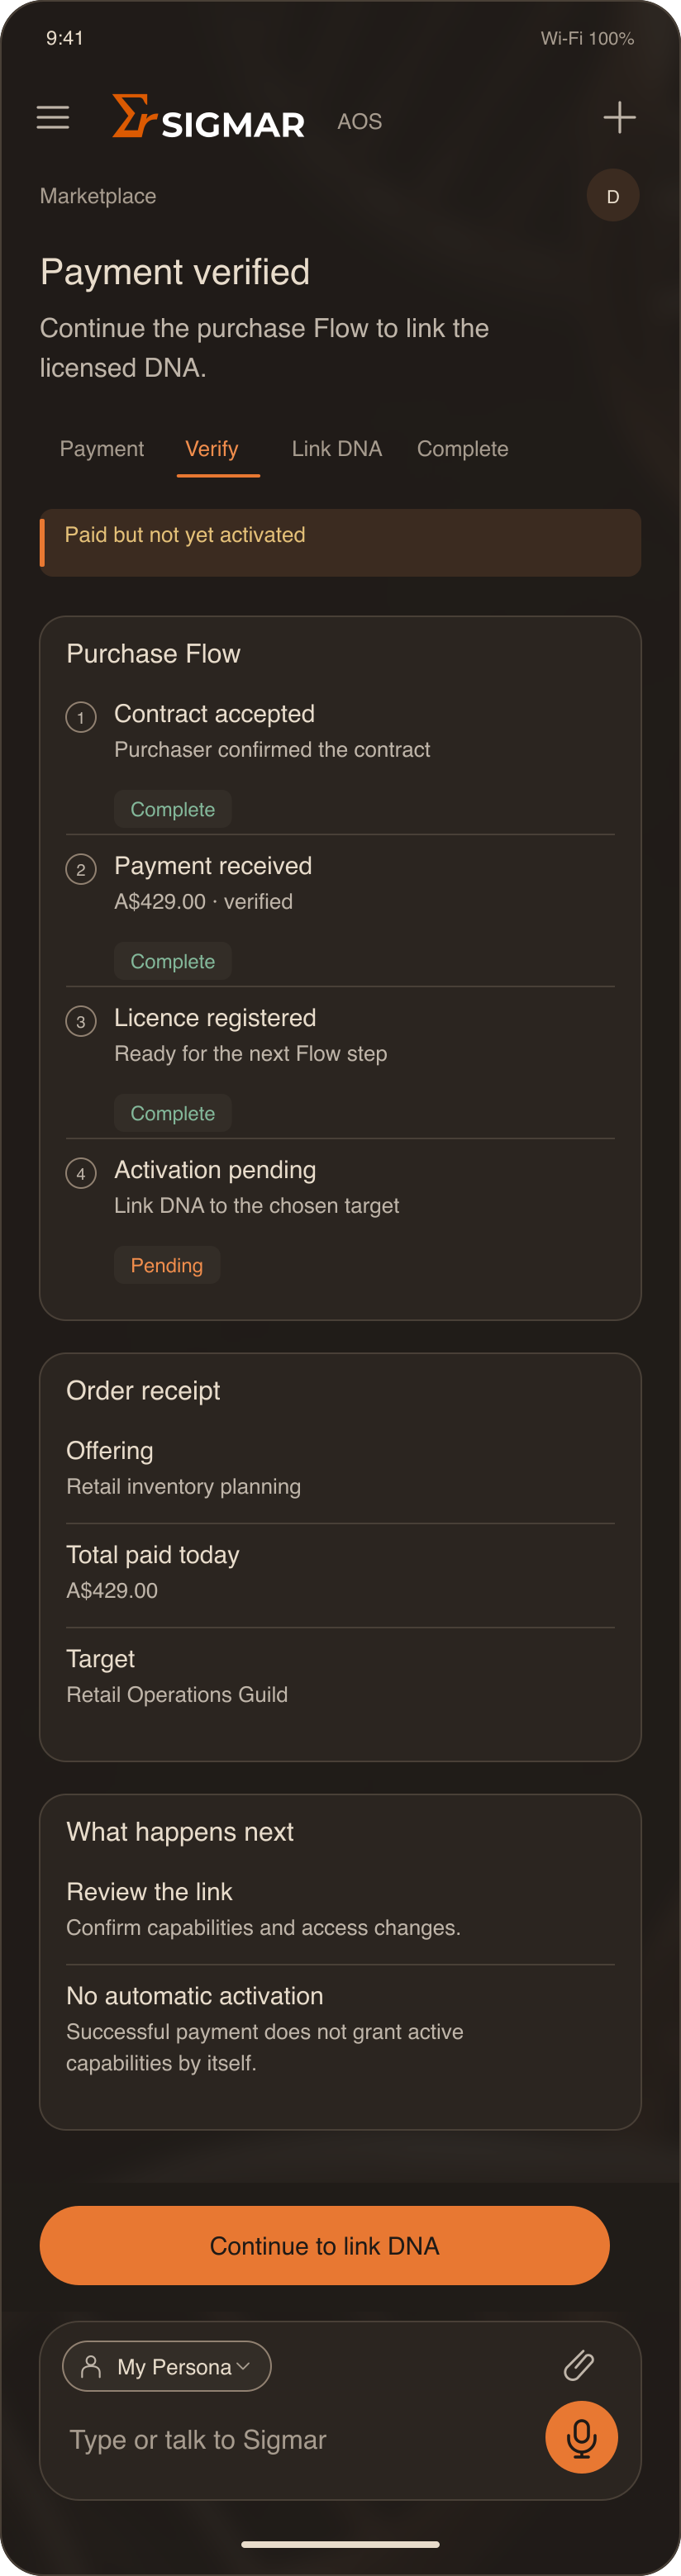 9:41
Wi-Fi 100%
Σr SIGMAR
AOS
Marketplace
D
Payment verified
Continue the purchase Flow to link the
licensed DNA.
Payment
Verify
Link DNA
Complete
Paid but not yet activated
Purchase Flow
1
Contract accepted
Purchaser confirmed the contract
Complete
2
Payment received
A$429.00 · verified
Complete
3
Licence registered
Ready for the next Flow step
Complete
4
Activation pending
Link DNA to the chosen target
Pending
Order receipt
Offering
Retail inventory planning
Total paid today
A$429.00
Target
Retail Operations Guild
What happens next
Review the link
Confirm capabilities and access changes.
No automatic activation
Successful payment does not grant active
capabilities by itself.
Continue to link DNA
My Persona
Type or talk to Sigmar